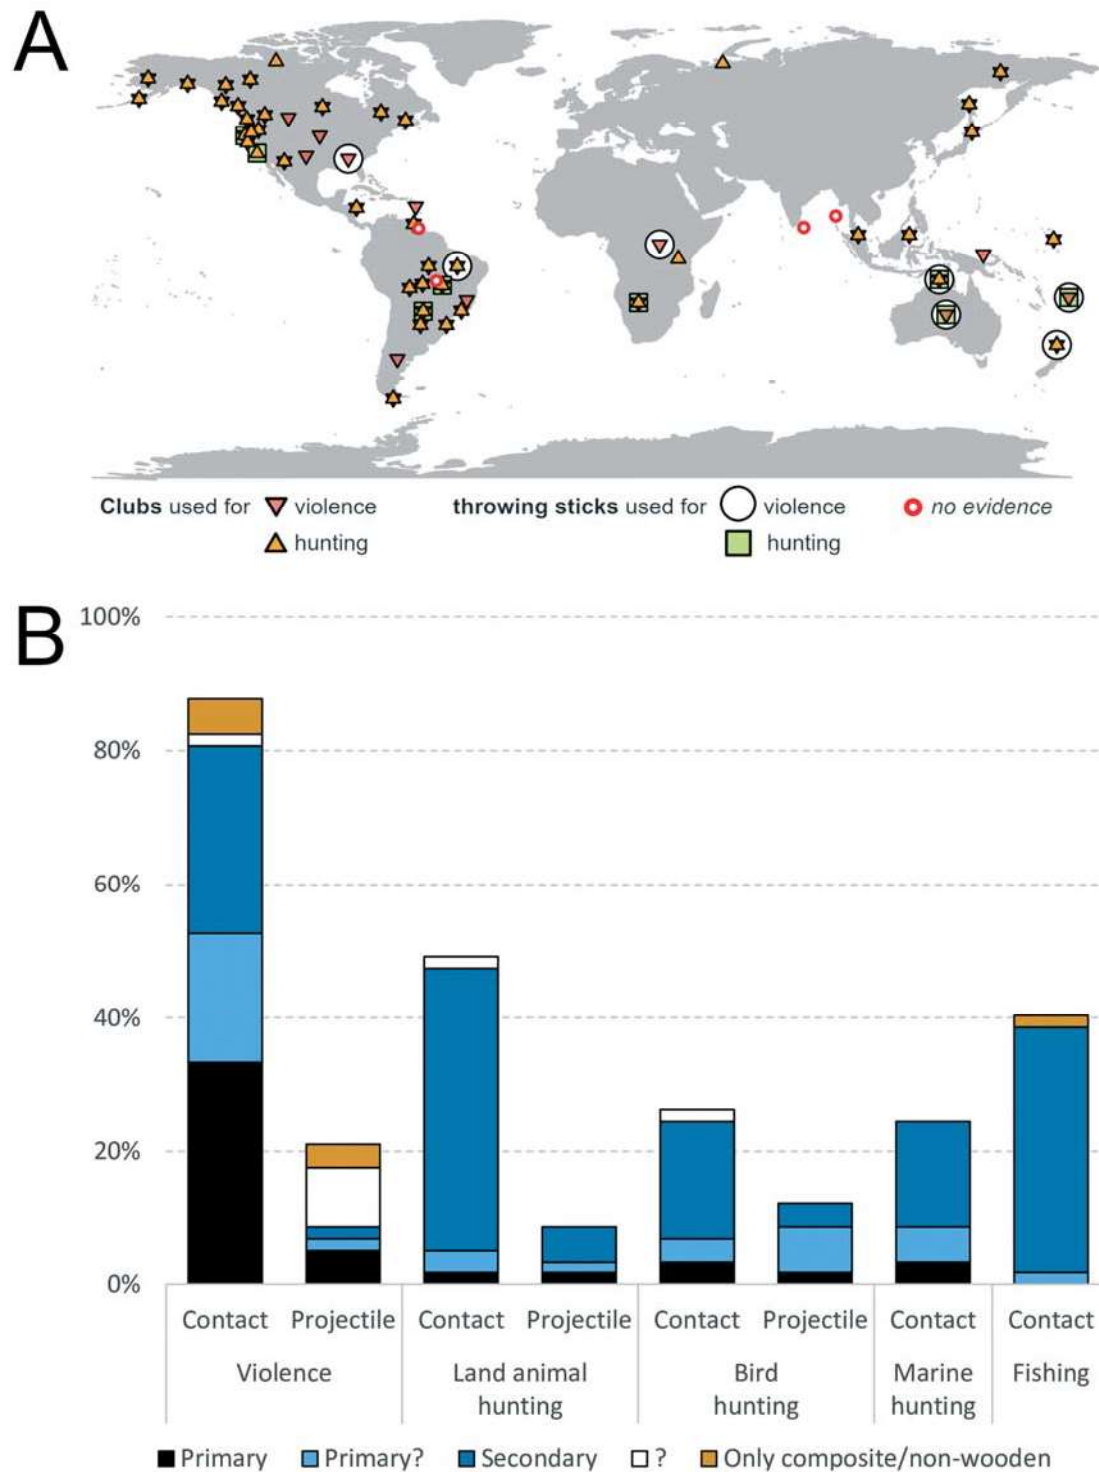 A
Clubs used for violence throwing sticks used for violence no evidence
hunting hunting
B
100%
80%
60%
40%
20%
0%
Contact Projectile Contact Projectile Contact Projectile Contact Contact
Violence Land animal Bird Marine Fishing
hunting hunting hunting
Primary Primary? Secondary ? Only composite/non-wooden